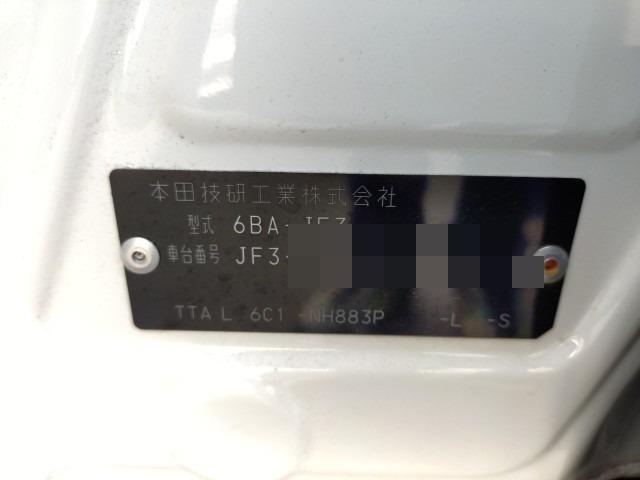 本田技研工業株式会社
型式 6BA-JF3
車台番号 JF3-
TTA L 6C1 -NH883P -L -S